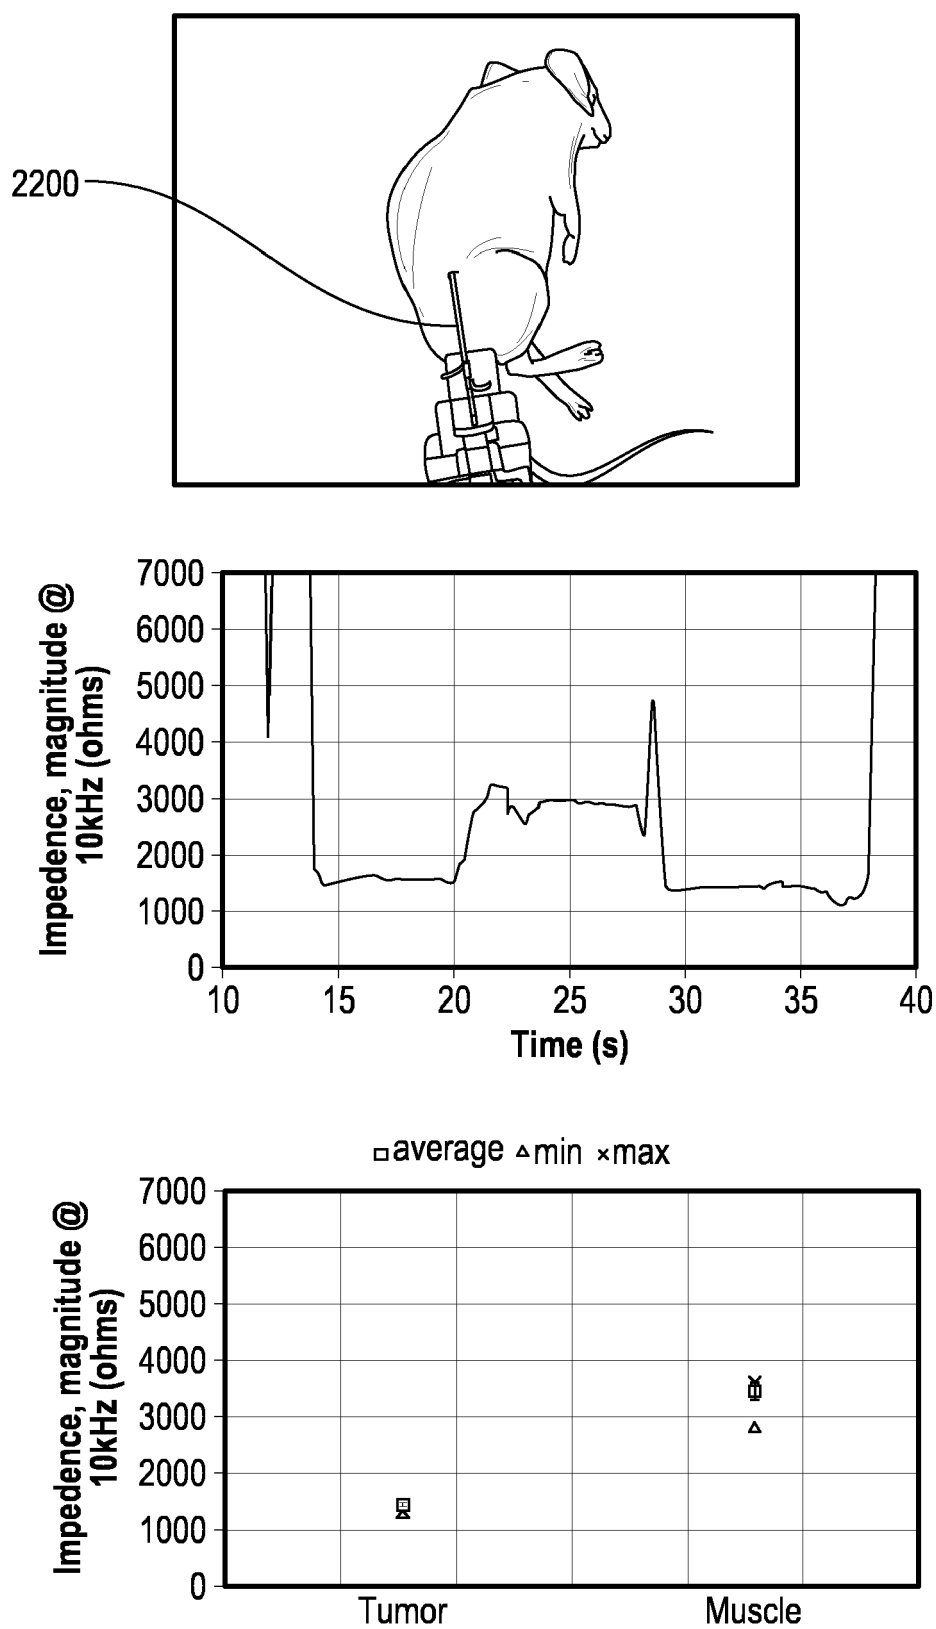 2200
Impedence, magnitude @
10kHz (ohms)
7000
6000
5000
4000
3000
2000
1000
0
10 15 20 25 30 35 40
Time (s)
average min max
Impedence, magnitude @
10kHz (ohms)
7000
6000
5000
4000
3000
2000
1000
0
Tumor Muscle